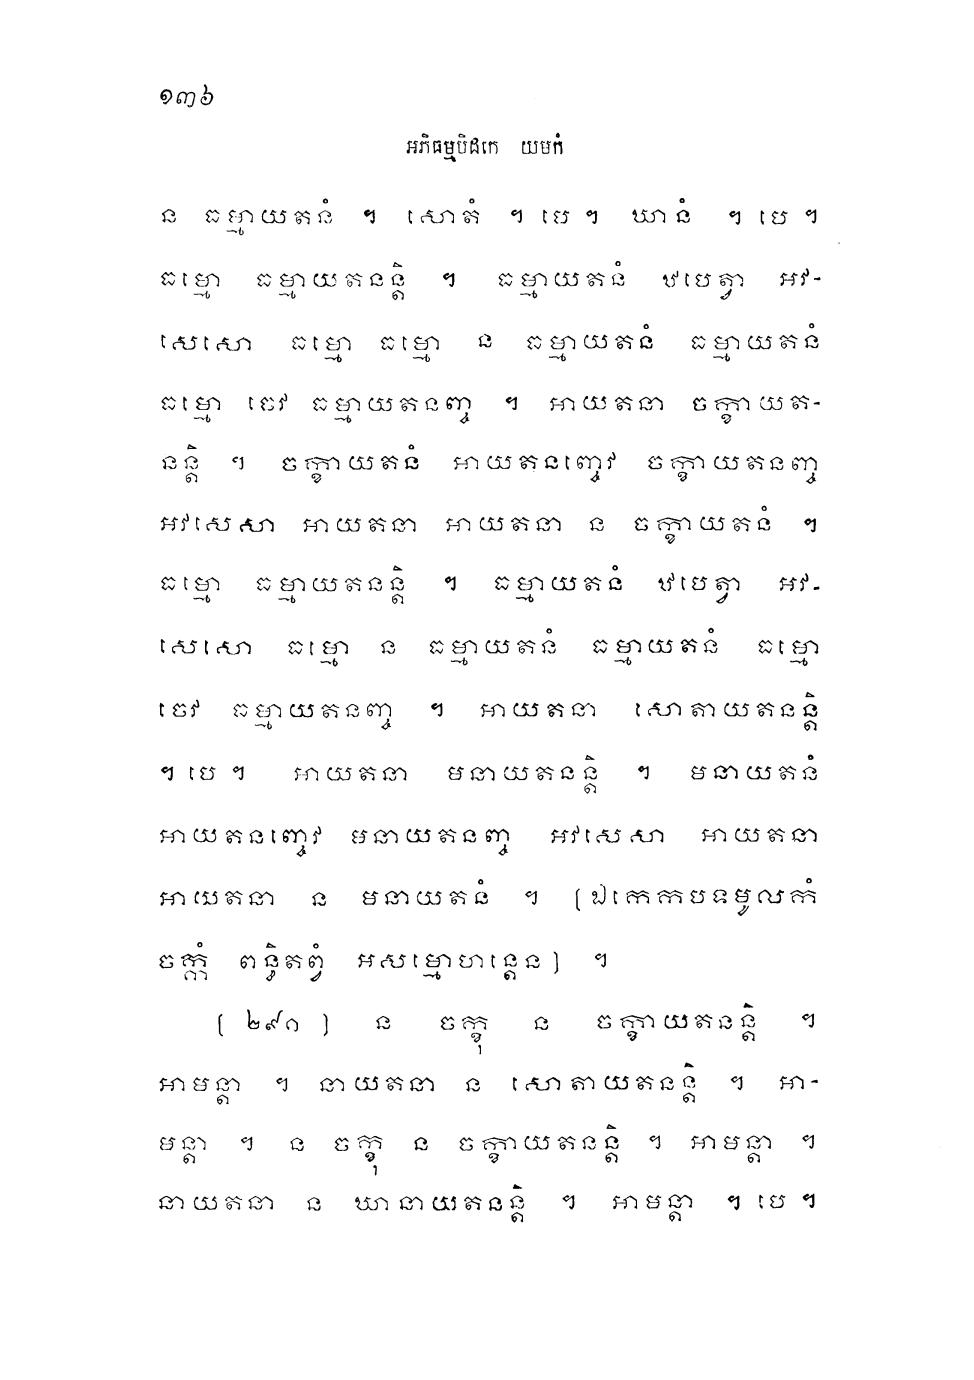 ១៣៦
អភិធម្មបិដកេ យមកំ
ន ធម្មាយតនំ ។ សោតំ ។ បេ ។ ឃានំ ។ បេ ។
ធម្មោ ធម្មាយតនន្តិ ។ ធម្មាយតនំ ឋបេត្វា អវ-
សេសោ ធម្មោ ធម្មោ ន ធម្មាយតនំ ធម្មាយតនំ
ធម្មោ ចេវ ធម្មាយតនញ្ច ។ អាយតនា ចក្ខាយត-
នន្តិ ។ ចក្ខាយតនំ អាយតនញ្ចេវ ចក្ខាយតនញ្ច
អវសេសា អាយតនា អាយតនា ន ចក្ខាយតនំ ។
ធម្មោ ធម្មាយតនន្តិ ។ ធម្មាយតនំ ឋបេត្វា អវ-
សេសោ ធម្មោ ន ធម្មាយតនំ ធម្មាយតនំ ធម្មោ
ចេវ ធម្មាយតនញ្ច ។ អាយតនា សោតាយតនន្តិ
។ បេ ។ អាយតនា មនាយតនន្តិ ។ មនាយតនំ
អាយតនញ្ចេវ មនាយតនញ្ច អវសេសា អាយតនា
អាយតនា ន មនាយតនំ ។ (ឯកេកបទមូលកំ
ចក្កំ ពន្ធិតព្វំ អសម្មោហន្តេន) ។
( ២៩១ ) ន ចក្ខុ ន ចក្ខាយតនន្តិ ។
អាមន្តា ។ នាយតនា ន សោតាយតនន្តិ ។ អា-
មន្តា ។ ន ចក្ខុ ន ចក្ខាយតនន្តិ ។ អាមន្តា ។
នាយតនា ន ឃានាយតនន្តិ ។ អាមន្តា ។ បេ ។